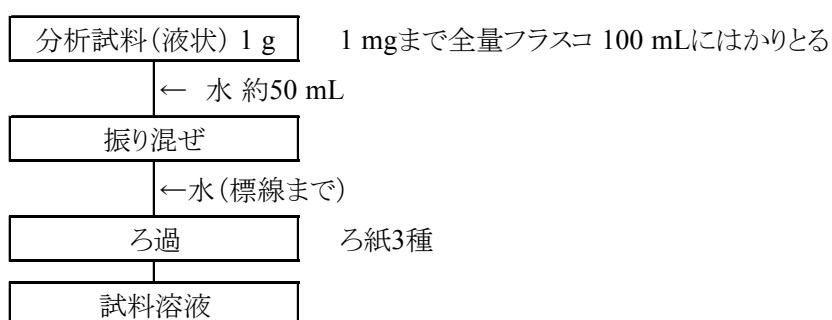 分析試料(液状) 1 g
1 mgまで全量フラスコ 100 mLにはかりとる
← 水 約50 mL
振り混ぜ
←水(標線まで)
ろ過
ろ紙3種
試料溶液